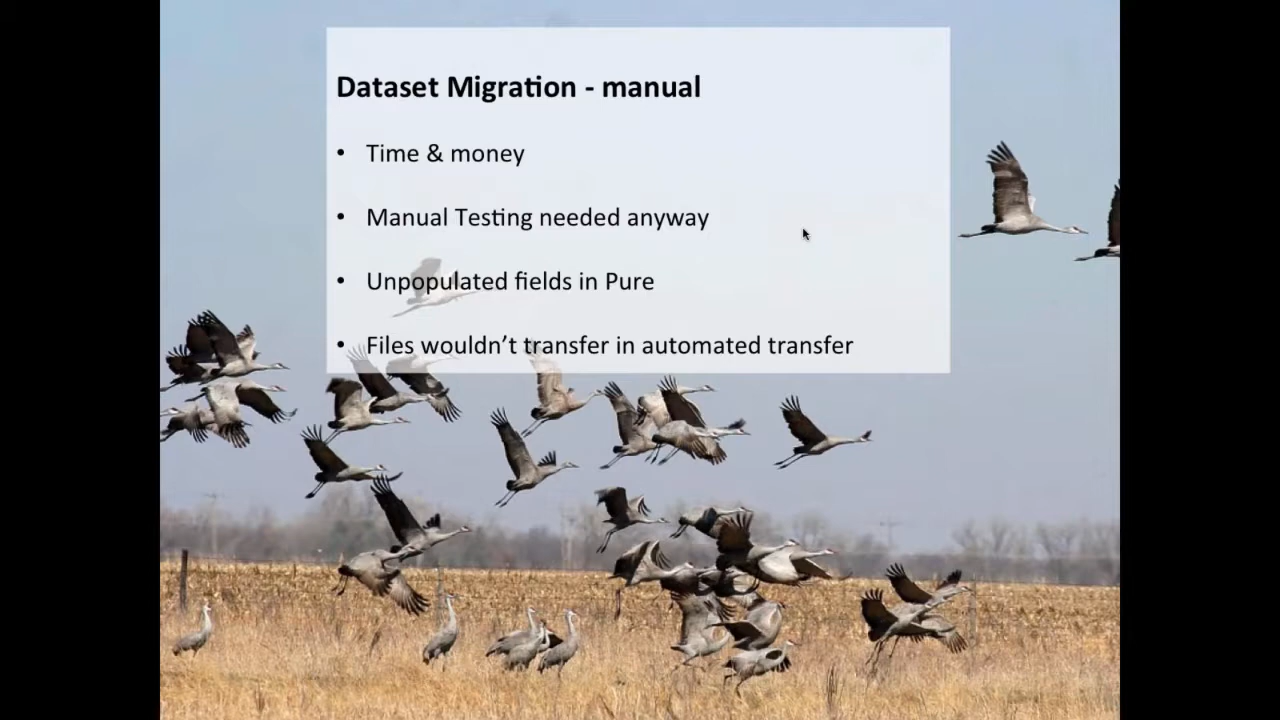 Dataset Migration - manual
• Time & money
• Manual Testing needed anyway
• Unpopulated fields in Pure
• Files wouldn’t transfer in automated transfer